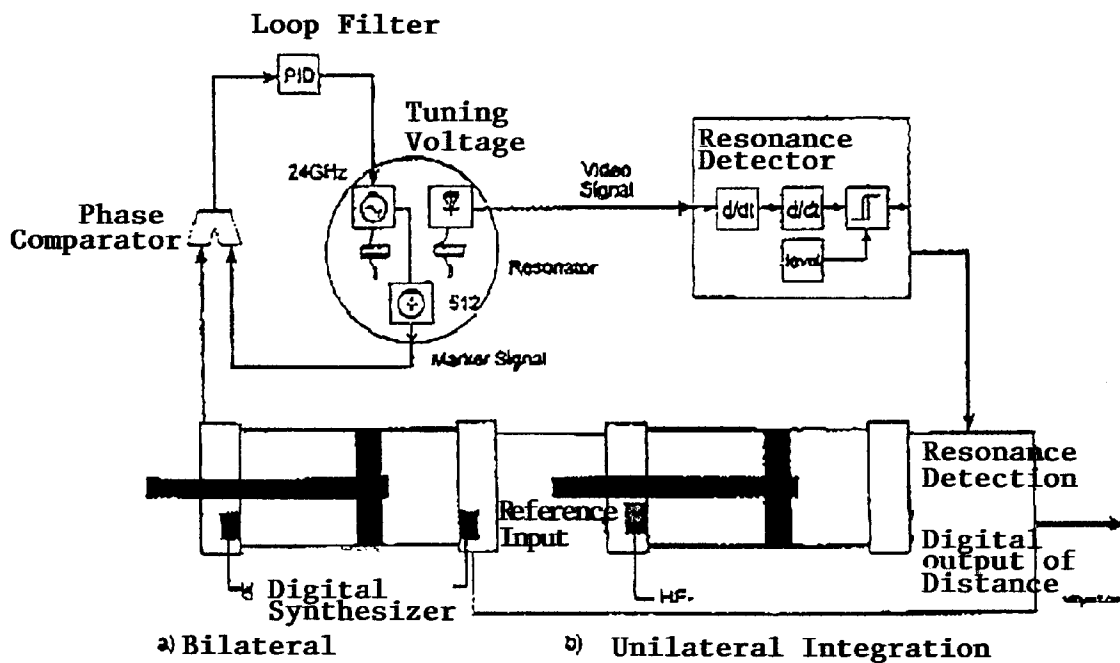 Loop Filter
PID
Tuning
Voltage
24GHz
Phase
Comparator
Video
Signal
Resonance
Detector
d/dt
level
Resonator
512
Marker Signal
Resonance
Detection
Reference
Input
Digital
output of
Distance
Digital
Synthesizer
HF-
a) Bilateral
b) Unilateral Integration